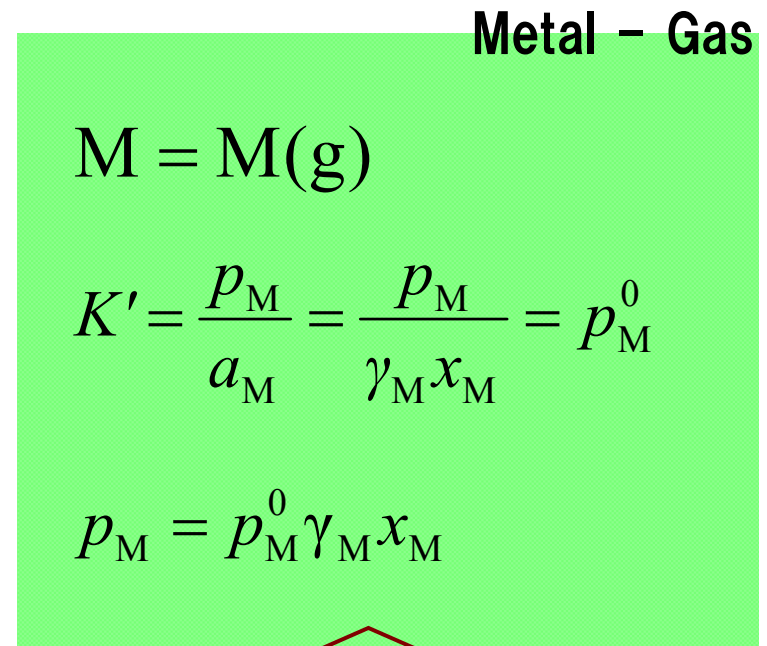 Metal - Gas
M = M(g)
K′ = p_M / a_M = p_M / γ_M x_M = p_M^0
p_M = p_M^0 γ_M x_M